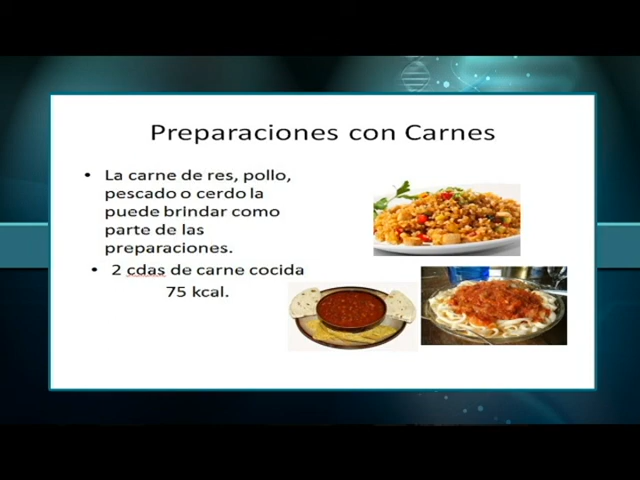 Preparaciones con Carnes
• La carne de res, pollo,
pescado o cerdo la
puede brindar como
parte de las
preparaciones.
• 2 cdas de carne cocida
75 kcal.